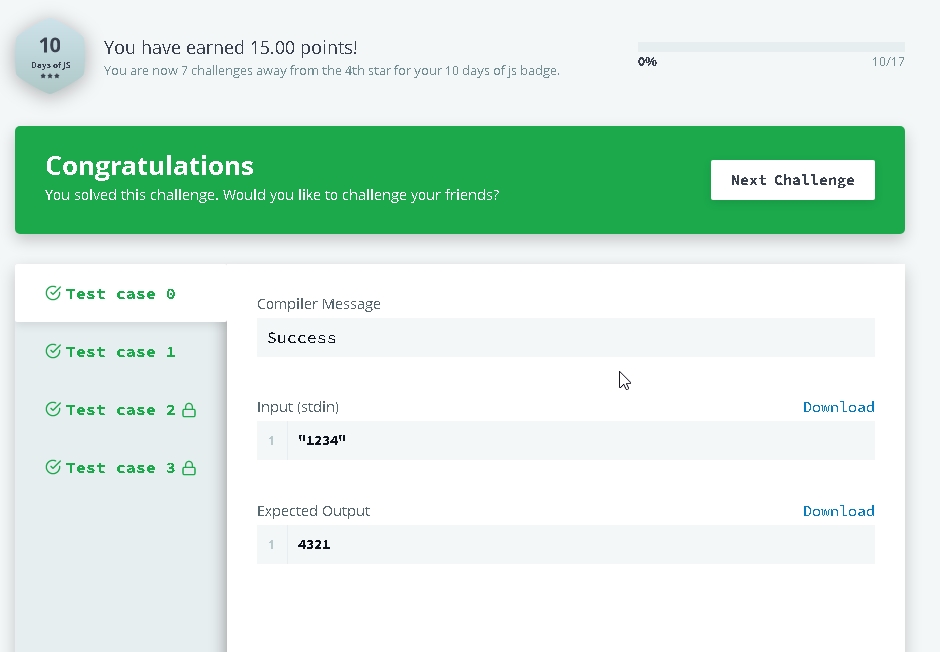 10
Days of JS
You have earned 15.00 points!
You are now 7 challenges away from the 4th star for your 10 days of js badge.
0%
10/17
Congratulations
You solved this challenge. Would you like to challenge your friends?
Next Challenge
Test case 0
Test case 1
Test case 2
Test case 3
Compiler Message
Success
Input (stdin)
Download
1 "1234"
Expected Output
Download
1 4321